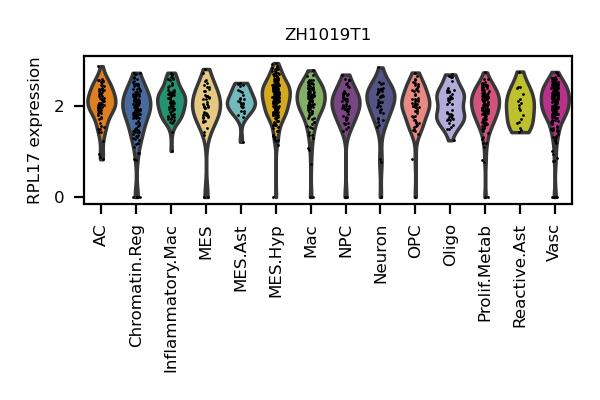 ZH1019T1
RPL17 expression
2
0
AC
Chromatin.Reg
Inflammatory.Mac
MES
MES.Ast
MES.Hyp
Mac
NPC
Neuron
OPC
Oligo
Prolif.Metab
Reactive.Ast
Vasc